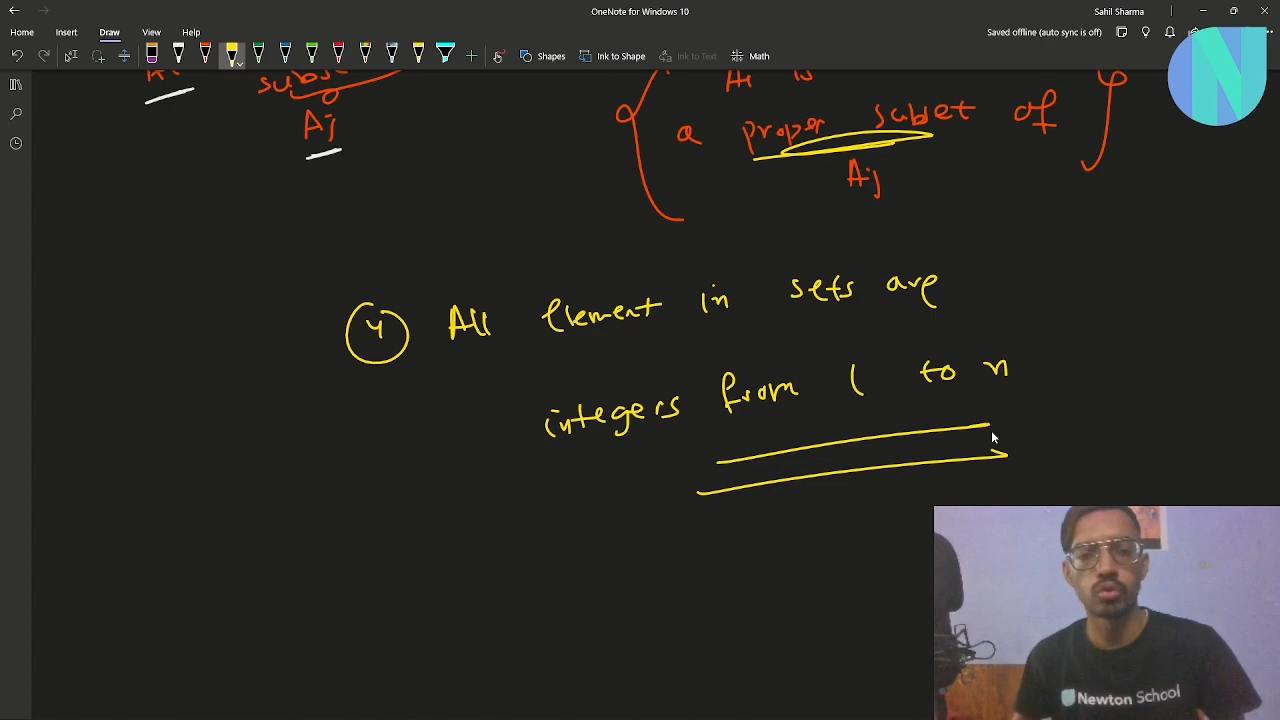 OneNote for Windows 10
Sahil Sharma
Home Insert Draw View Help
Saved offline (auto sync is off)
Shapes Ink to Shape Ink to Text Math
Ai is
a proper subset of
Aj
Aj
④ All Element in sets are
integers from 1 to n
Newton School